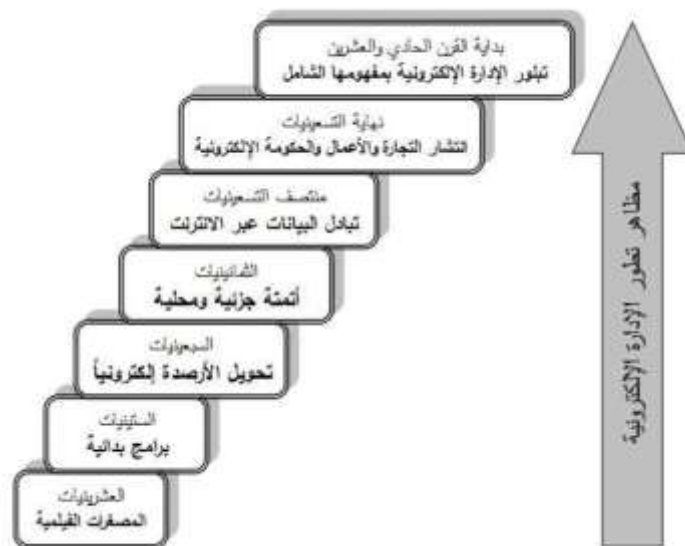 بداية القرن الحادي والعشرين
تبلور الإدارة الإلكترونية بمفهومها الشامل
نهاية التسعينيات
انتشار التجارة والأعمال والحكومة الإلكترونية
منتصف التسعينيات
تبادل البيانات عبر الانترنت
الثمانينيات
أتمتة جزئية ومحلية
السبعينيات
تحويل الأرصدة إلكترونياً
الستينيات
برامج بدائية
العشرينيات
المصغرات الفيلمية
مظاهر تطور الإدارة الإلكترونية